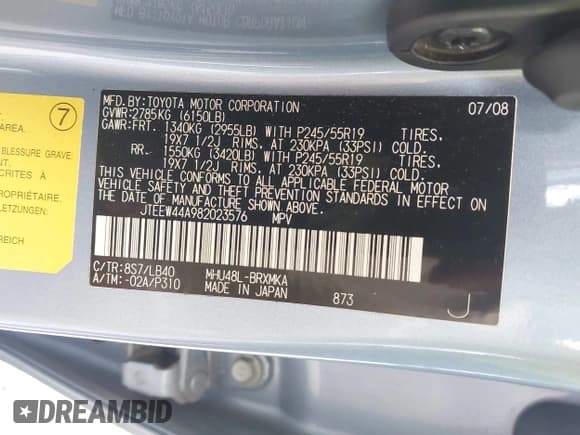 MFD. BY: TOYOTA MOTOR CORPORATION 07/08
GVWR: 2785KG (6150LB)
GAWR: FRT. 1340KG (2955LB) WITH P245/55R19 TIRES.
19X7 1/2J RIMS. AT 230KPA (33PSI) COLD.
RR. 1550KG (3420LB) WITH P245/55R19 TIRES.
19X7 1/2J RIMS. AT 230KPA (33PSI) COLD.
THIS VEHICLE CONFORMS TO ALL APPLICABLE FEDERAL MOTOR
VEHICLE SAFETY AND THEFT PREVENTION STANDARDS IN EFFECT
ON THE DATE OF MANUFACTURE SHOWN ABOVE.
JTEEW44A982023576 MPV
C/TR: 8S7/LB40 MHU48L-BRXMKA
A/TM: -02A/P310 MADE IN JAPAN 873 J
7
AREA.
BLESSURE GRAVE
PROPRIÉTAIRE.
BEREICH
DREAMBID